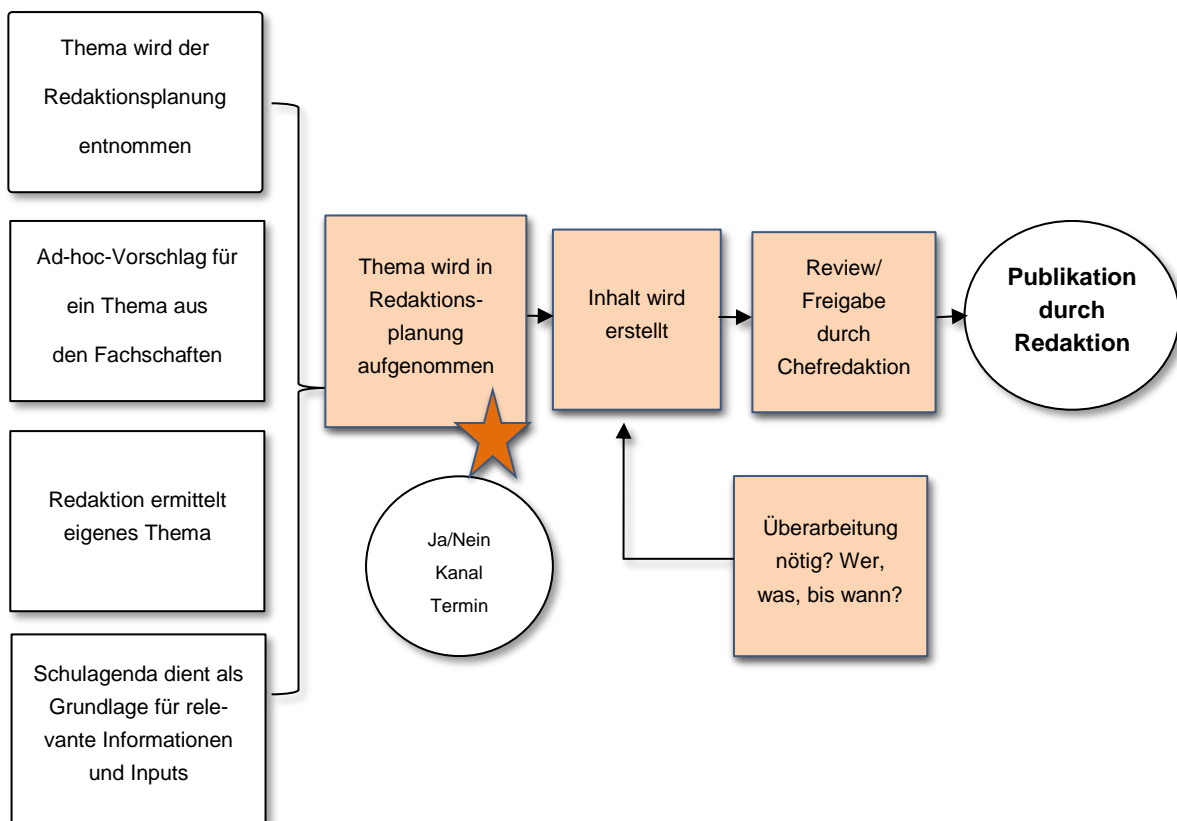 Thema wird der
Redaktionsplanung
entnommen
Ad-hoc-Vorschlag für
ein Thema aus
den Fachschaften
Redaktion ermittelt
eigenes Thema
Schulagenda dient als
Grundlage für rele-
vante Informationen
und Inputs
Thema wird in
Redaktions-
planung
aufgenommen
Ja/Nein
Kanal
Termin
Inhalt wird
erstellt
Review/
Freigabe
durch
Chefredaktion
Überarbeitung
nötig? Wer,
was, bis wann?
Publikation
durch
Redaktion